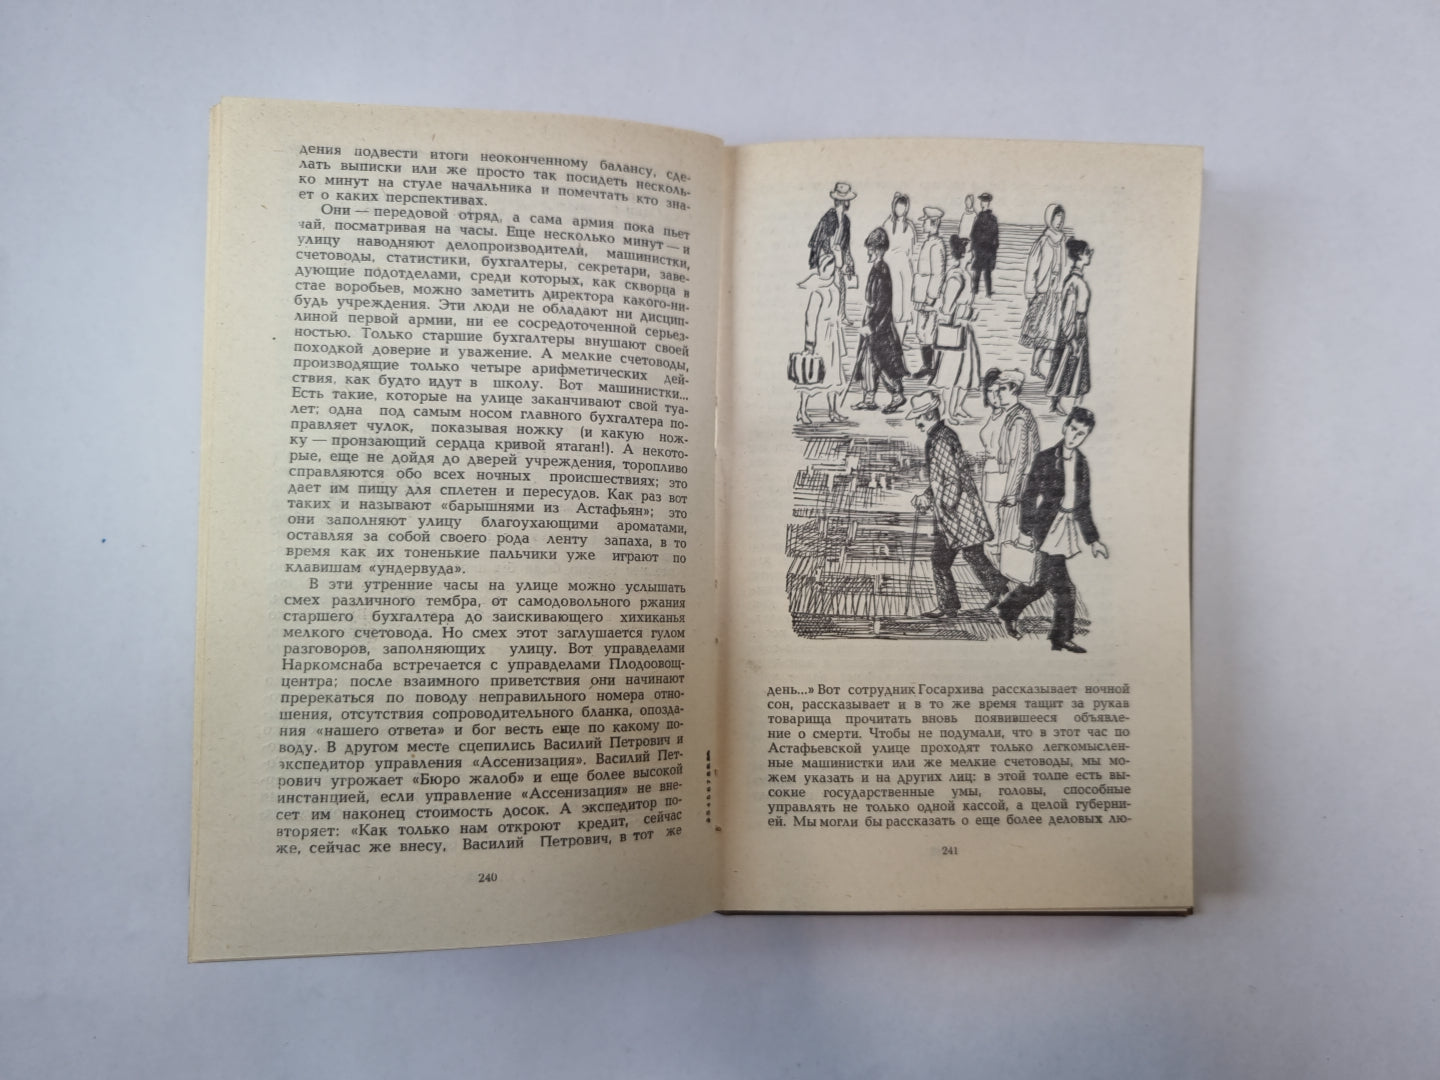 дения подвести итоги неоконченному балансу, сде-
лать выписки или же просто так посидеть несколь-
ко минут на стуле начальника и помечтать кто зна-
ет о каких перспективах.
Они — передовой отряд, а сама армия пока пьет
чай, посматривая на часы. Еще несколько минут — и
улицу наводняют делопроизводители, машинистки,
счетоводы, статистики, бухгалтеры, секретари, заве-
дующие подотделами, среди которых, как скворца в
стае воробьев, можно заметить директора какого-ни-
будь учреждения. Эти люди не обладают ни дисцип-
линой первой армии, ни ее сосредоточенной серьез-
ностью. Только старшие бухгалтеры внушают своей
походкой доверие и уважение. А мелкие счетоводы,
производящие только четыре арифметических дей-
ствия, как будто идут в школу. Вот машинистки...
Есть такие, которые на улице заканчивают свой туа-
лет; одна под самым носом главного бухгалтера по-
правляет чулок, показывая ножку (и какую нож-
ку — пронзающий сердца кривой ятаган!). А некото-
рые, еще не дойдя до дверей учреждения, торопливо
справляются обо всех ночных происшествиях; это
дает им пищу для сплетен и пересудов. Как раз вот
таких и называют «барышнями из Астафьян»; это
они заполняют улицу благоухающими ароматами,
оставляя за собой своего рода ленту запаха, в то
время как их тоненькие пальчики уже играют по
клавишам «ундервуда».
В эти утренние часы на улице можно услышать
смех различного тембра, от самодовольного ржания
старшего бухгалтера до заискивающего хихиканья
мелкого счетовода. Но смех этот заглушается гулом
разговоров, заполняющих улицу. Вот управделами
Наркомснаба встречается с управделами Плодоовощ-
центра; после взаимного приветствия они начинают
пререкаться по поводу неправильного номера отно-
шения, отсутствия сопроводительного бланка, опозда-
ния «нашего ответа» и бог весть еще по какому по-
воду. В другом месте сцепились Василий Петрович и
экспедитор управления «Ассенизация». Василий Пет-
рович угрожает «Бюро жалоб» и еще более высокой
инстанцией, если управление «Ассенизация» не вне-
сет им наконец стоимость досок. А экспедитор по-
вторяет: «Как только нам откроют кредит, сейчас
же, сейчас же внесу, Василий Петрович, в тот же
240
день...» Вот сотрудник Госархива рассказывает ночной
сон, рассказывает и в то же время тащит за рукав
товарища прочитать вновь появившееся объявле-
ние о смерти. Чтобы не подумали, что в этот час по
Астафьевской улице проходят только легкомыслен-
ные машинистки или же мелкие счетоводы, мы мо-
жем указать и на других лиц: в этой толпе есть вы-
сокие государственные умы, головы, способные
управлять не только одной кассой, а целой губерни-
ей. Мы могли бы рассказать о еще более деловых лю-
241